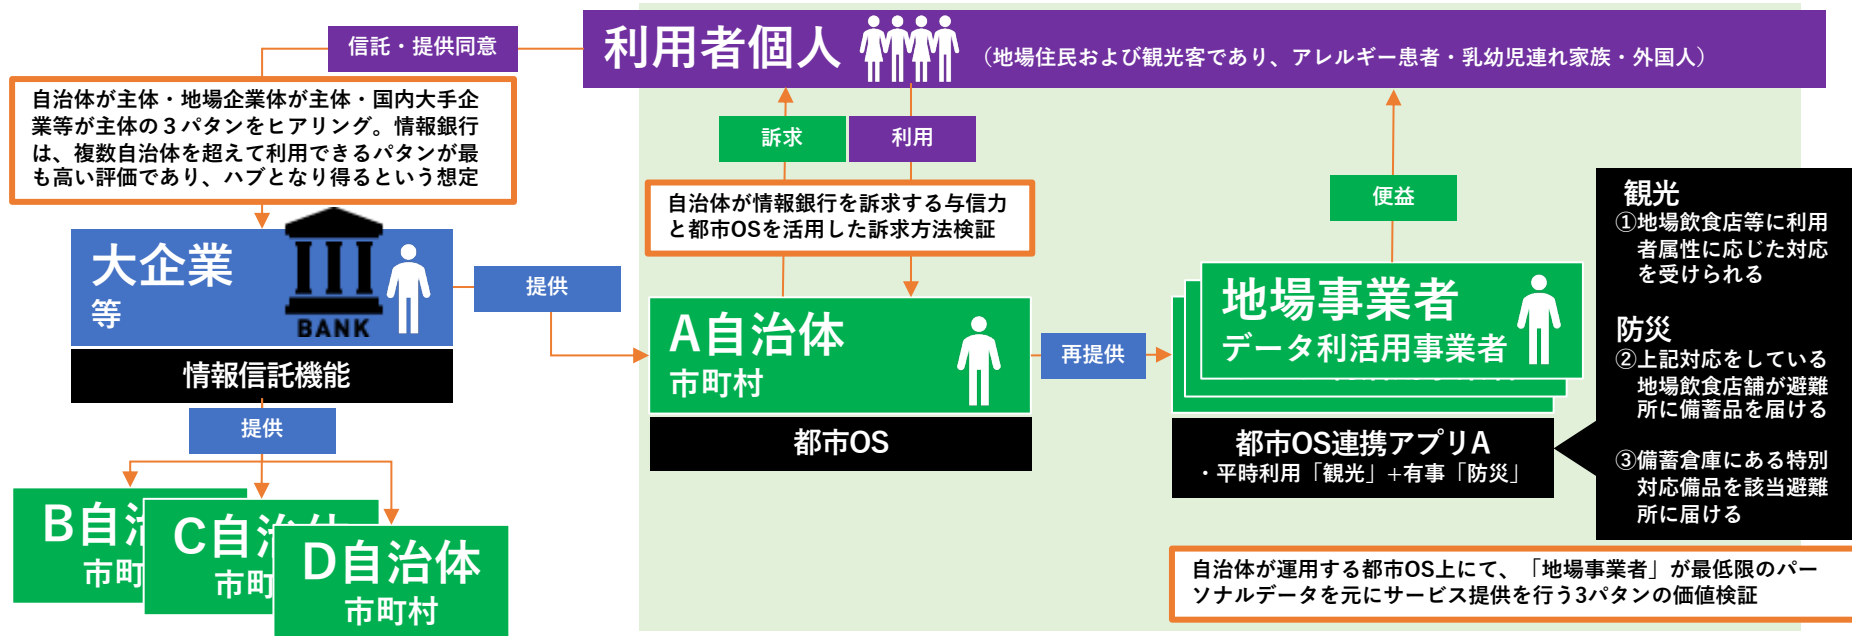 信託・提供同意
利用者個人
（地場住民および観光客であり、アレルギー患者・乳幼児連れ家族・外国人）
自治体が主体・地場企業体が主体・国内大手企
業等が主体の３パタンをヒアリング。情報銀行
は、複数自治体を超えて利用できるパタンが最
も高い評価であり、ハブとなり得るという想定
訴求
利用
自治体が情報銀行を訴求する与信力
と都市OSを活用した訴求方法検証
便益
大企業
等
BANK
情報信託機能
提供
A自治体
市町村
都市OS
再提供
地場事業者
データ利活用事業者
都市OS連携アプリA
・平時利用「観光」+有事「防災」
観光
①地場飲食店等に利用
者属性に応じた対応
を受けられる
防災
②上記対応をしている
地場飲食店舗が避難
所に備蓄品を届ける
③備蓄倉庫にある特別
対応備品を該当避難
所に届ける
提供
B自
市町
C自
市町
D自治体
市町村
自治体が運用する都市OS上にて、「地場事業者」が最低限のパー
ソナルデータを元にサービス提供を行う3パタンの価値検証